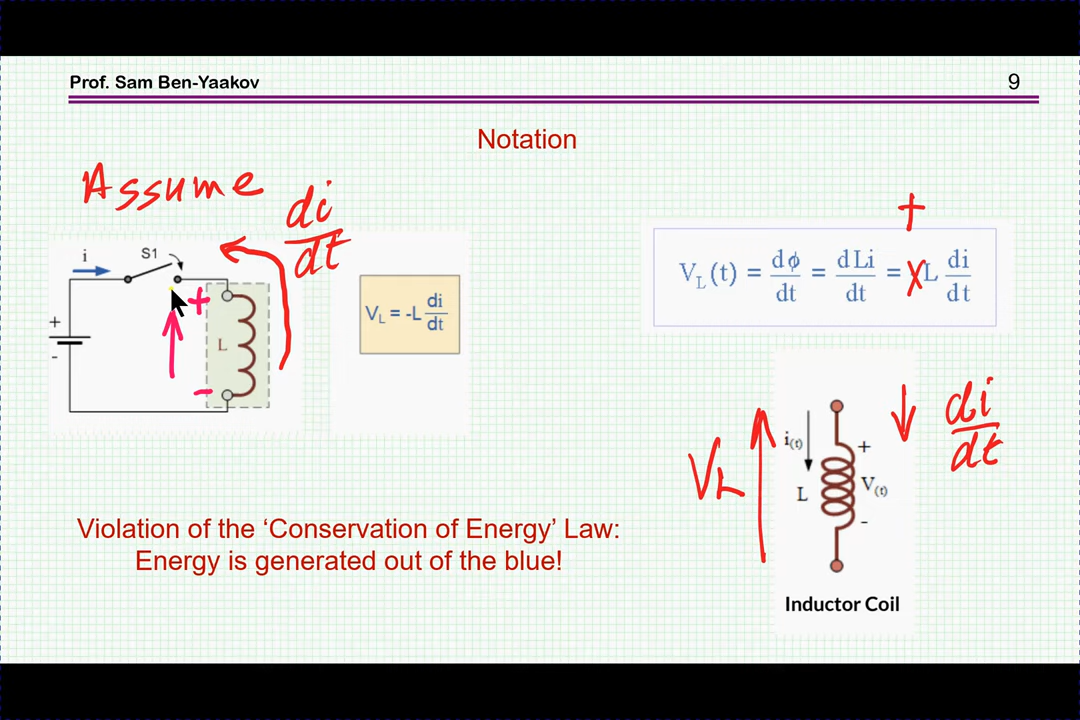 Prof. Sam Ben-Yaakov
9
Notation
Assume
di
dt
i
S1
+
-
+
-
L
V_L = -L di/dt
+
V_L(t) = dϕ/dt = dLi/dt = X L di/dt
V_L
i(t)
L
+
V(t)
-
di
dt
Inductor Coil
Violation of the ‘Conservation of Energy’ Law:
Energy is generated out of the blue!